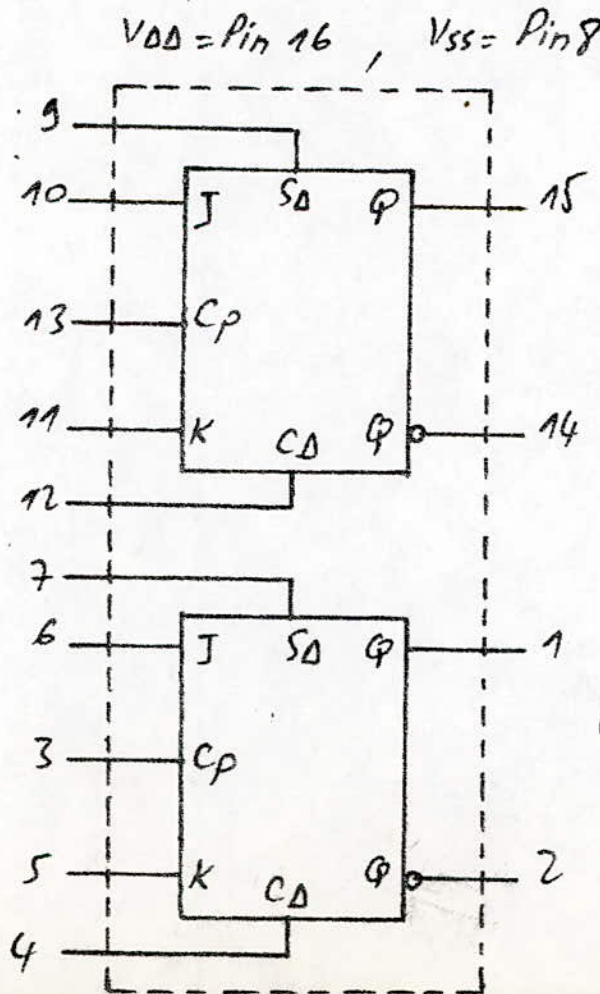 VDD = Pin 16 , VSS = Pin 8
9
10 J SD Q 15
13 Cp
11 K CD Q 14
12
7
6 J SD Q 1
3 Cp
5 K CD Q 2
4